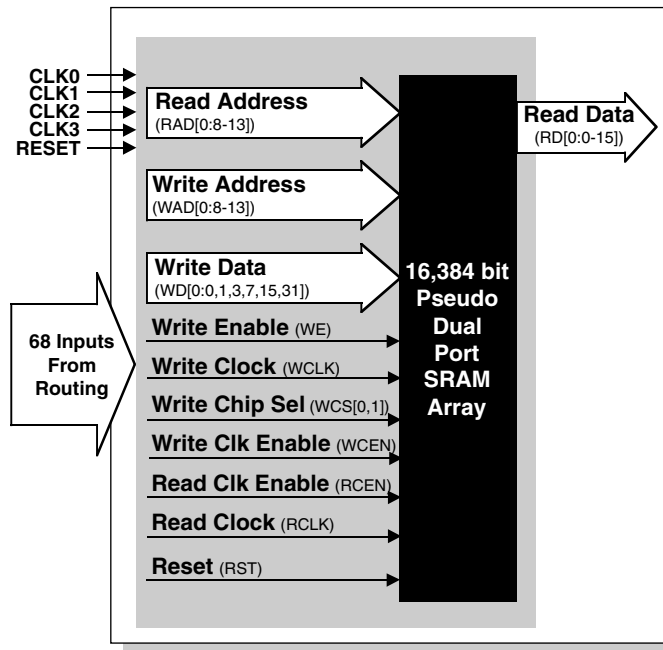 CLK0
CLK1
CLK2
CLK3
RESET
Read Address
(RAD[0:8-13])
Read Data
(RD[0:0-15])
Write Address
(WAD[0:8-13])
Write Data
(WD[0:0,1,3,7,15,31])
16,384 bit
Pseudo
Dual
Port
SRAM
Array
68 Inputs
From
Routing
Write Enable (WE)
Write Clock (WCLK)
Write Chip Sel (WCS[0,1])
Write Clk Enable (WCEN)
Read Clk Enable (RCEN)
Read Clock (RCLK)
Reset (RST)